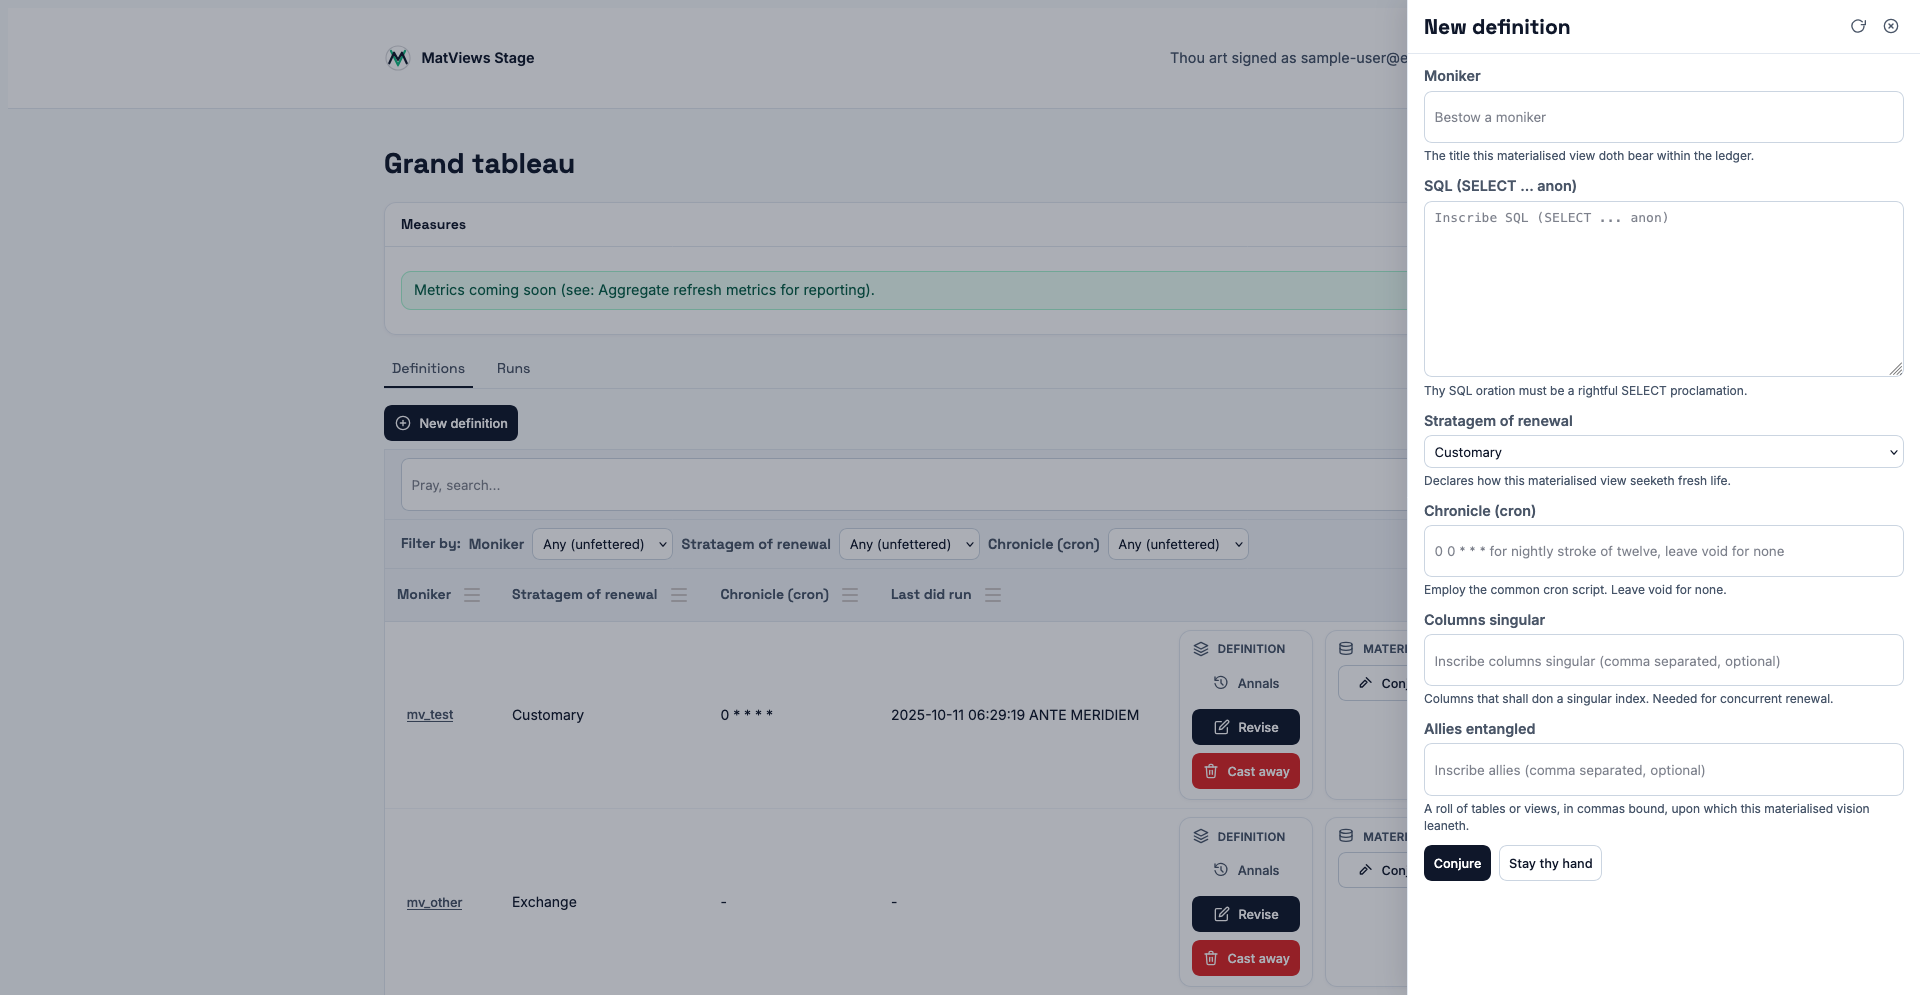 MatViews Stage
Thou art signed as sample-user@e
Grand tableau
Measures
Metrics coming soon (see: Aggregate refresh metrics for reporting).
Definitions Runs
New definition
Pray, search...
Filter by: Moniker Any (unfettered) Stratagem of renewal Any (unfettered) Chronicle (cron) Any (unfettered)
Moniker Stratagem of renewal Chronicle (cron) Last did run
mv_test Customary 0 * * * * 2025-10-11 06:29:19 ANTE MERIDIEM
DEFINITION
Annals
Revise
Cast away
MATERI
Conj
mv_other Exchange - -
DEFINITION
Annals
Revise
Cast away
MATERI
Conj
New definition
Moniker
Bestow a moniker
The title this materialised view doth bear within the ledger.
SQL (SELECT ... anon)
Inscribe SQL (SELECT ... anon)
Thy SQL oration must be a rightful SELECT proclamation.
Stratagem of renewal
Customary
Declares how this materialised view seeketh fresh life.
Chronicle (cron)
0 0 * * * for nightly stroke of twelve, leave void for none
Employ the common cron script. Leave void for none.
Columns singular
Inscribe columns singular (comma separated, optional)
Columns that shall don a singular index. Needed for concurrent renewal.
Allies entangled
Inscribe allies (comma separated, optional)
A roll of tables or views, in commas bound, upon which this materialised vision
leaneth.
Conjure Stay thy hand